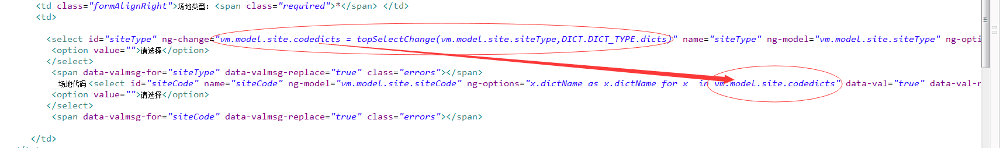 <td class="formAlignRight">场地类型: <span class="required">*</span> </td>
<td>
<select id="siteType" ng-change="vm.model.site.codedicts = topSelectChange(vm.model.site.siteType,DICT.DICT_TYPE.dicts)" name="siteType" ng-model="vm.model.site.siteType" ng-opti
<option value="">请选择</option>
</select>
<span data-valmsg-for="siteType" data-valmsg-replace="true" class="errors"></span>
场地代码 <select id="siteCode" name="siteCode" ng-model="vm.model.site.siteCode" ng-options="x.dictName as x.dictName for x in vm.model.site.codedicts" data-val="true" data-val-r
<option value="">请选择</option>
</select>
<span data-valmsg-for="siteCode" data-valmsg-replace="true" class="errors"></span>
</td>